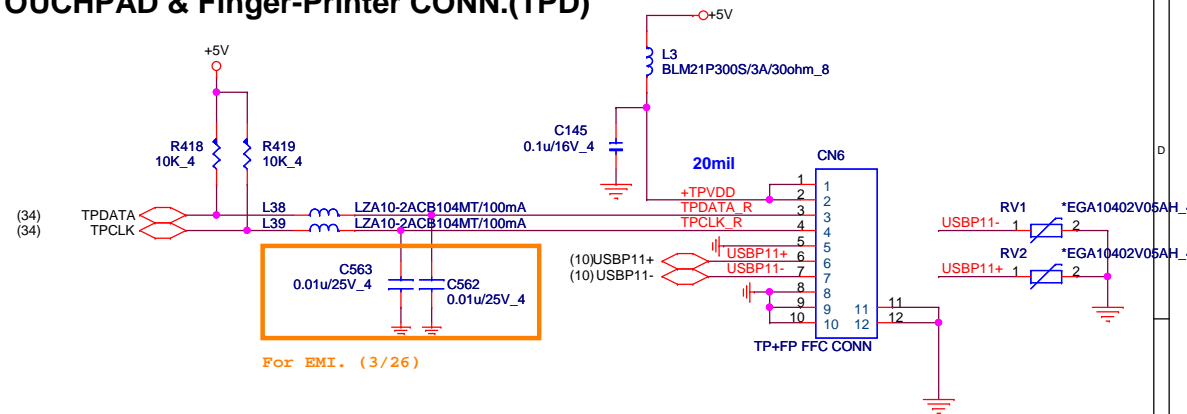 OUCHPAD & Finger-Printer CONN.(TPD)
+5V
+5V
L3
BLM21P300S/3A/30ohm_8
R418
10K_4
R419
10K_4
C145
0.1u/16V_4
20mil
CN6
D
+TPVDD
TPDATA_R
TPCLK_R
1 1
2 2
3 3
4 4
5 5
6 6
7 7
8 8
9 9
10 10
11 11
12 12
(34) TPDATA
(34) TPCLK
L38 LZA10-2ACB104MT/100mA
L39 LZA10-2ACB104MT/100mA
(10)USBP11+ USBP11+
(10)USBP11- USBP11-
RV1 *EGA10402V05AH_
USBP11- 1 2
RV2 *EGA10402V05AH_
USBP11+ 1 2
C563
0.01u/25V_4
C562
0.01u/25V_4
TP+FP FFC CONN
For EMI. (3/26)